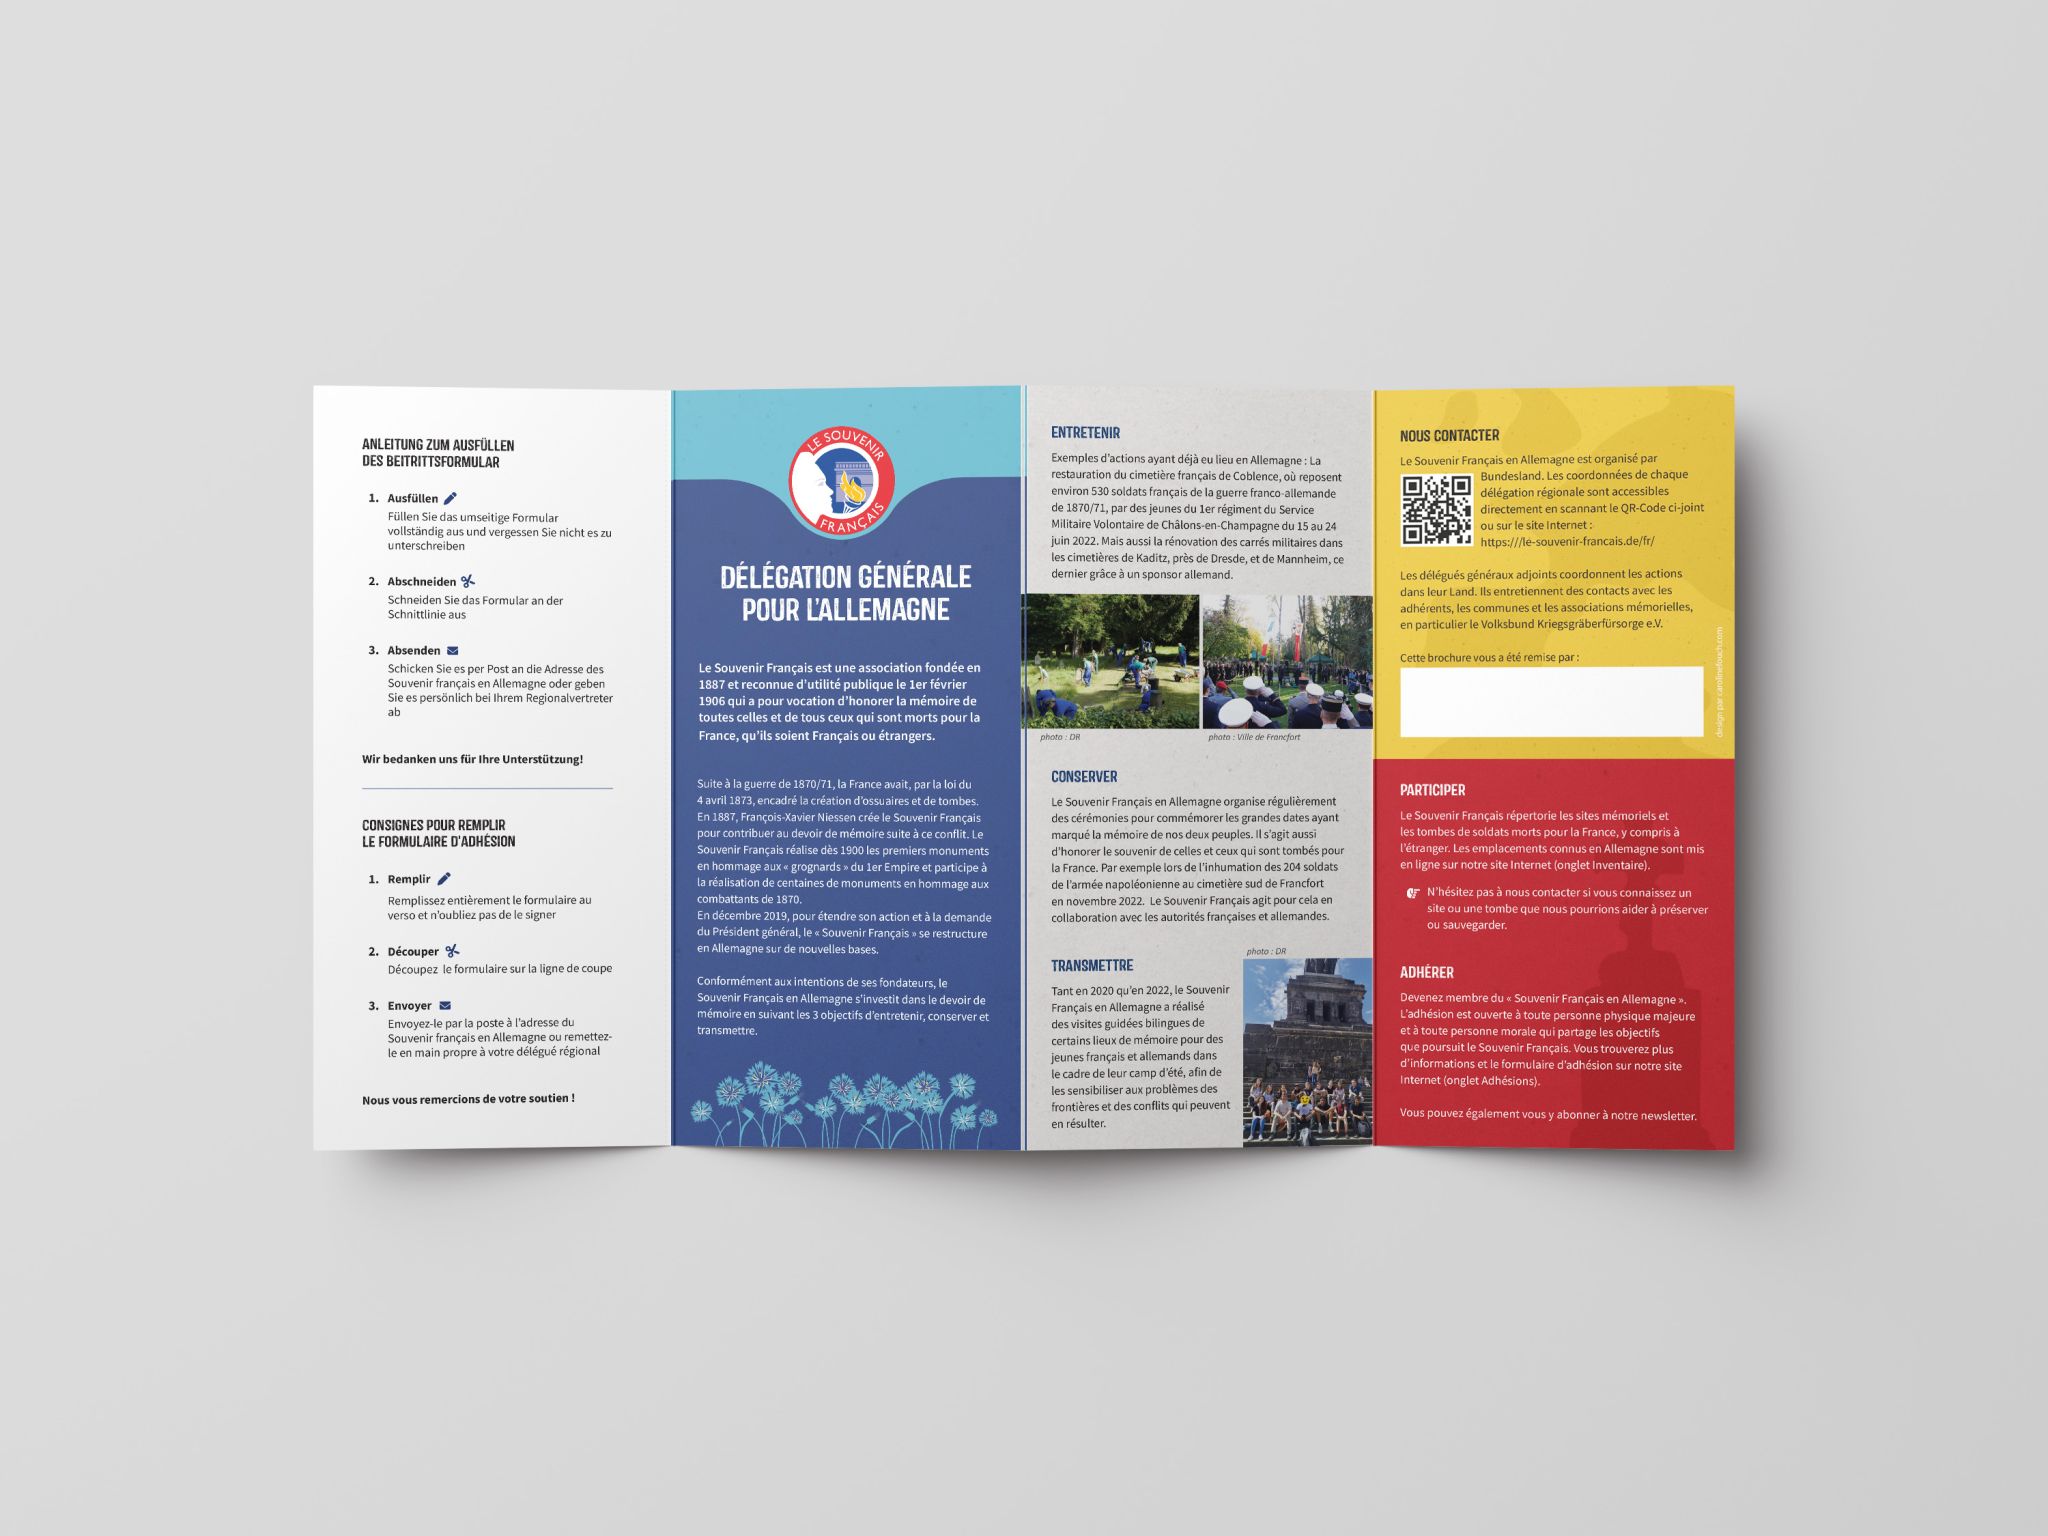 ANLEITUNG ZUM AUSFÜLLEN
DES BEITRITTSFORMULAR
1. Ausfüllen
Füllen Sie das umseitige Formular
vollständig aus und vergessen Sie nicht es zu
unterschreiben
2. Abschneiden
Schneiden Sie das Formular an der
Schnittlinie aus
3. Absenden
Schicken Sie es per Post an die Adresse des
Souvenir français en Allemagne oder geben
Sie es persönlich bei Ihrem Regionalvertreter
ab
Wir bedanken uns für Ihre Unterstützung!
CONSIGNES POUR REMPLIR
LE FORMULAIRE D'ADHÉSION
1. Remplir
Remplissez entièrement le formulaire au
verso et n'oubliez pas de le signer
2. Découper
Découpez le formulaire sur la ligne de coupe
3. Envoyer
Envoyez-le par la poste à l'adresse du
Souvenir français en Allemagne ou remettez-
le en main propre à votre délégué régional
Nous vous remercions de votre soutien !
LE SOUVENIR
FRANÇAIS
DÉLÉGATION GÉNÉRALE
POUR L'ALLEMAGNE
Le Souvenir Français est une association fondée en
1887 et reconnue d'utilité publique le 1er février
1906 qui a pour vocation d'honorer la mémoire de
toutes celles et de tous ceux qui sont morts pour la
France, qu'ils soient Français ou étrangers.
Suite à la guerre de 1870/71, la France avait, par la loi du
4 avril 1873, encadré la création d'ossuaires et de tombes.
En 1887, François-Xavier Niessen crée le Souvenir Français
pour contribuer au devoir de mémoire suite à ce conflit. Le
Souvenir Français réalise dès 1900 les premiers monuments
en hommage aux « grognards » du 1er Empire et participe à
la réalisation de centaines de monuments en hommage aux
combattants de 1870.
En décembre 2019, pour étendre son action et à la demande
du Président général, le « Souvenir Français » se restructure
en Allemagne sur de nouvelles bases.
Conformément aux intentions de ses fondateurs, le
Souvenir Français en Allemagne s'investit dans le devoir de
mémoire en suivant les 3 objectifs d'entretenir, conserver et
transmettre.
ENTRETENIR
Exemples d'actions ayant déjà eu lieu en Allemagne : La
restauration du cimetière français de Coblence, où reposent
environ 530 soldats français de la guerre franco-allemande
de 1870/71, par des jeunes du 1er régiment du Service
Militaire Volontaire de Châlons-en-Champagne du 15 au 24
juin 2022. Mais aussi la rénovation des carrés militaires dans
les cimetières de Kaditz, près de Dresde, et de Mannheim, ce
dernier grâce à un sponsor allemand.
photo : DR
photo : Ville de Francfort
CONSERVER
Le Souvenir Français en Allemagne organise régulièrement
des cérémonies pour commémorer les grandes dates ayant
marqué la mémoire de nos deux peuples. Il s'agit aussi
d'honorer le souvenir de celles et ceux qui sont tombés pour
la France. Par exemple lors de l'inhumation des 204 soldats
de l'armée napoléonienne au cimetière sud de Francfort
en novembre 2022. Le Souvenir Français agit pour cela en
collaboration avec les autorités françaises et allemandes.
photo : DR
TRANSMETTRE
Tant en 2020 qu'en 2022, le Souvenir
Français en Allemagne a réalisé
des visites guidées bilingues de
certains lieux de mémoire pour des
jeunes français et allemands dans
le cadre de leur camp d'été, afin de
les sensibiliser aux problèmes des
frontières et des conflits qui peuvent
en résulter.
NOUS CONTACTER
Le Souvenir Français en Allemagne est organisé par
Bundesland. Les coordonnées de chaque
délégation régionale sont accessibles
directement en scannant le QR-Code ci-joint
ou sur le site Internet :
https:///le-souvenir-francais.de/fr/
Les délégués généraux adjoints coordonnent les actions
dans leur Land. Ils entretiennent des contacts avec les
adhérents, les communes et les associations mémorielles,
en particulier le Volksbund Kriegsgräberfürsorge e.V.
Cette brochure vous a été remise par :
design par carolinefouch.com
PARTICIPER
Le Souvenir Français répertorie les sites mémoriels et
les tombes de soldats morts pour la France, y compris à
l'étranger. Les emplacements connus en Allemagne sont mis
en ligne sur notre site Internet (onglet Inventaire).
N'hésitez pas à nous contacter si vous connaissez un
site ou une tombe que nous pourrions aider à préserver
ou sauvegarder.
ADHÉRER
Devenez membre du « Souvenir Français en Allemagne ».
L'adhésion est ouverte à toute personne physique majeure
et à toute personne morale qui partage les objectifs
que poursuit le Souvenir Français. Vous trouverez plus
d'informations et le formulaire d'adhésion sur notre site
Internet (onglet Adhésions).
Vous pouvez également vous y abonner à notre newsletter.